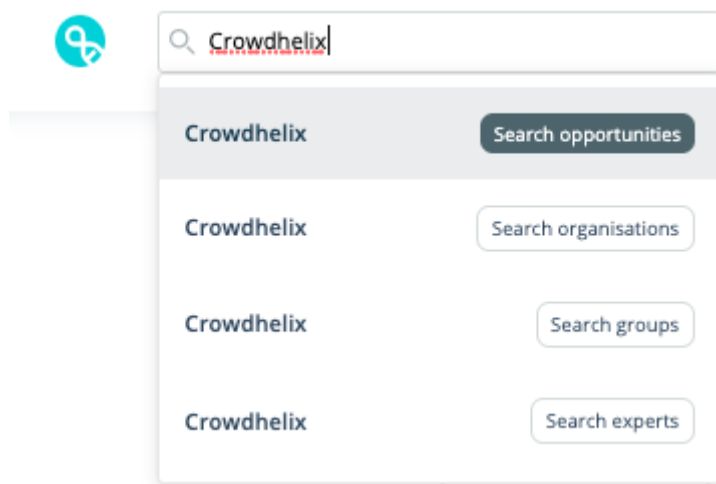 Crowdhelix
Crowdhelix Search opportunities
Crowdhelix Search organisations
Crowdhelix Search groups
Crowdhelix Search experts